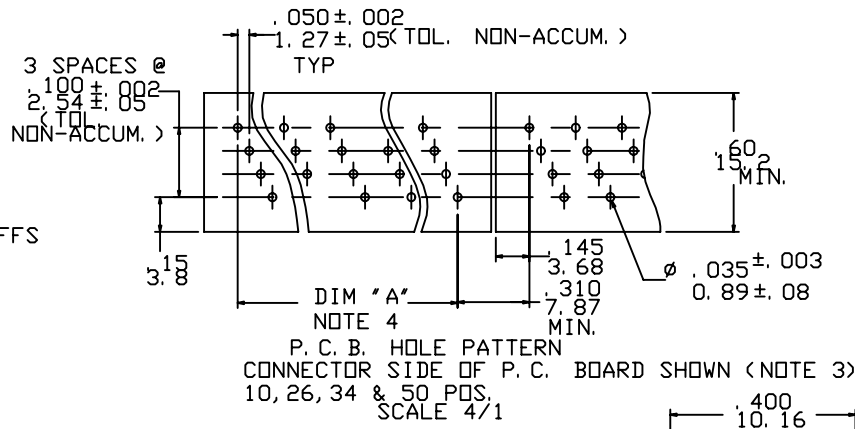 .050±.002
1.27±.05(TOL. NON-ACCUM.)
TYP
3 SPACES @
.100±.002
2.54±.05
(TOL.
NON-ACCUM.)
.60
15.2
MIN.
FFS
.15
3.8
.145
3.68
ø .035±.003
0.89±.08
.310
7.87
MIN.
DIM "A"
NOTE 4
P.C.B. HOLE PATTERN
CONNECTOR SIDE OF P.C. BOARD SHOWN (NOTE 3)
10,26,34 & 50 POS.
SCALE 4/1
.400
10.16